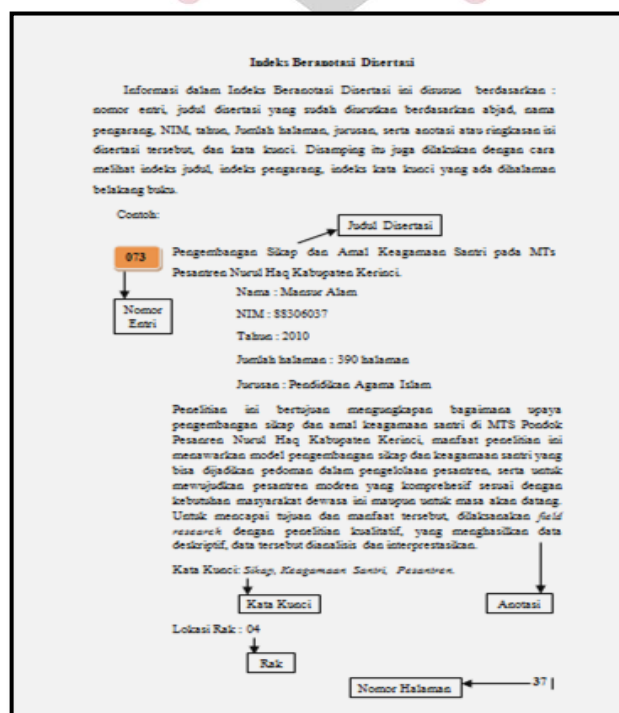 Indeks Beranotasi Disertasi
Informasi dalam Indeks Beranotasi Disertasi ini disusun berdasarkan :
nomor entri, judul disertasi yang sudah diurutkan berdasarkan abjad, nama
pengarang, NIM, tahun, Jumlah halaman, jurusan, serta anotasi atau ringkasan isi
disertasi tersebut, dan kata kunci. Disamping itu juga dilakukan dengan cara
melihat indeks judul, indeks pengarang, indeks kata kunci yang ada dihalaman
belakang buku.
Contoh:
Judul Disertasi
073
Pengembangan Sikap dan Amal Keagamaan Santri pada MTs
Pesantren Nurul Haq Kabupaten Kerinci.
Nomor
Entri
Nama : Mansur Alam
NIM : 88306037
Tahun : 2010
Jumlah halaman : 390 halaman
Jurusan : Pendidikan Agama Islam
Penelitian ini bertujuan mengungkapan bagaimana upaya
pengembangan sikap dan amal keagamaan santri di MTS Pondok
Pesanren Nurul Haq Kabupaten Kerinci, manfaat penelitian ini
menawarkan model pengembangan sikap dan keagamaan santri yang
bisa dijadikan pedoman dalam pengelolaan pesantren, serta untuk
mewujudkan pesantren modren yang komprehesif sesuai dengan
kebutuhan masyarakat dewasa ini maupun untuk masa akan datang.
Untuk mencapai tujuan dan manfaat tersebut, dilaksanakan field
research dengan penelitian kualitatif, yang menghasilkan data
deskriptif, data tersebut dianalisis dan interprestasikan.
Kata Kunci: Sikap, Keagamaan Santri, Pesantren.
Kata Kunci
Anotasi
Lokasi Rak : 04
Rak
Nomor Halaman
37 |